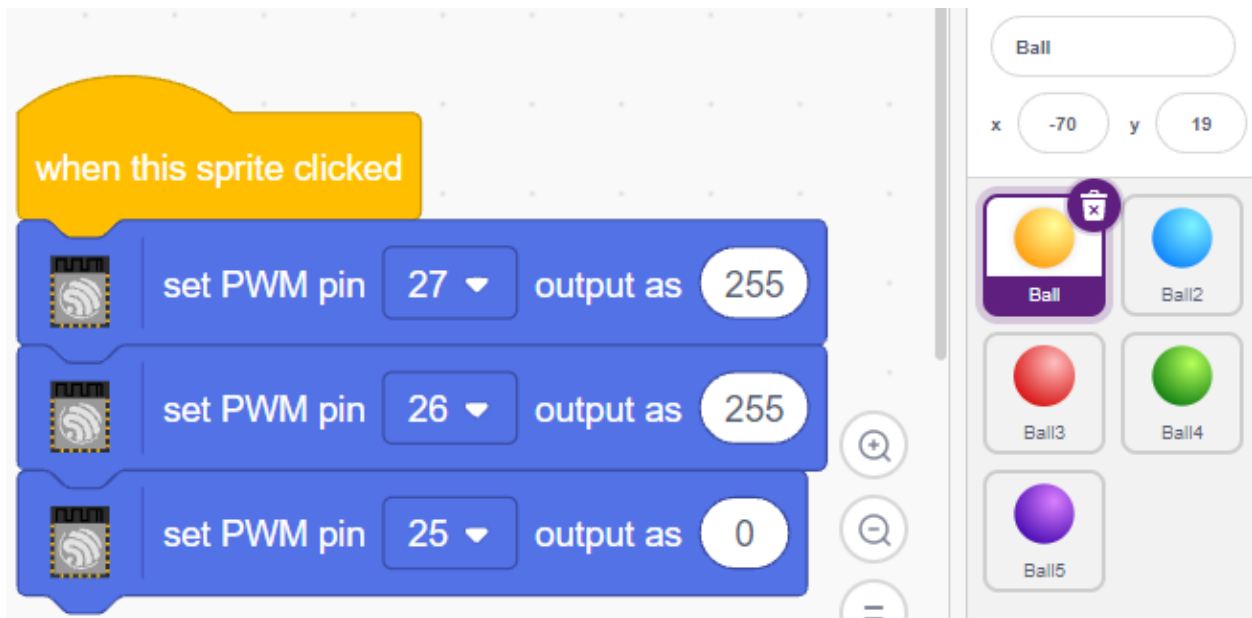 when this sprite clicked
set PWM pin 27 output as 255
set PWM pin 26 output as 255
set PWM pin 25 output as 0
Ball
x -70 y 19
Ball Ball2
Ball3 Ball4
Ball5